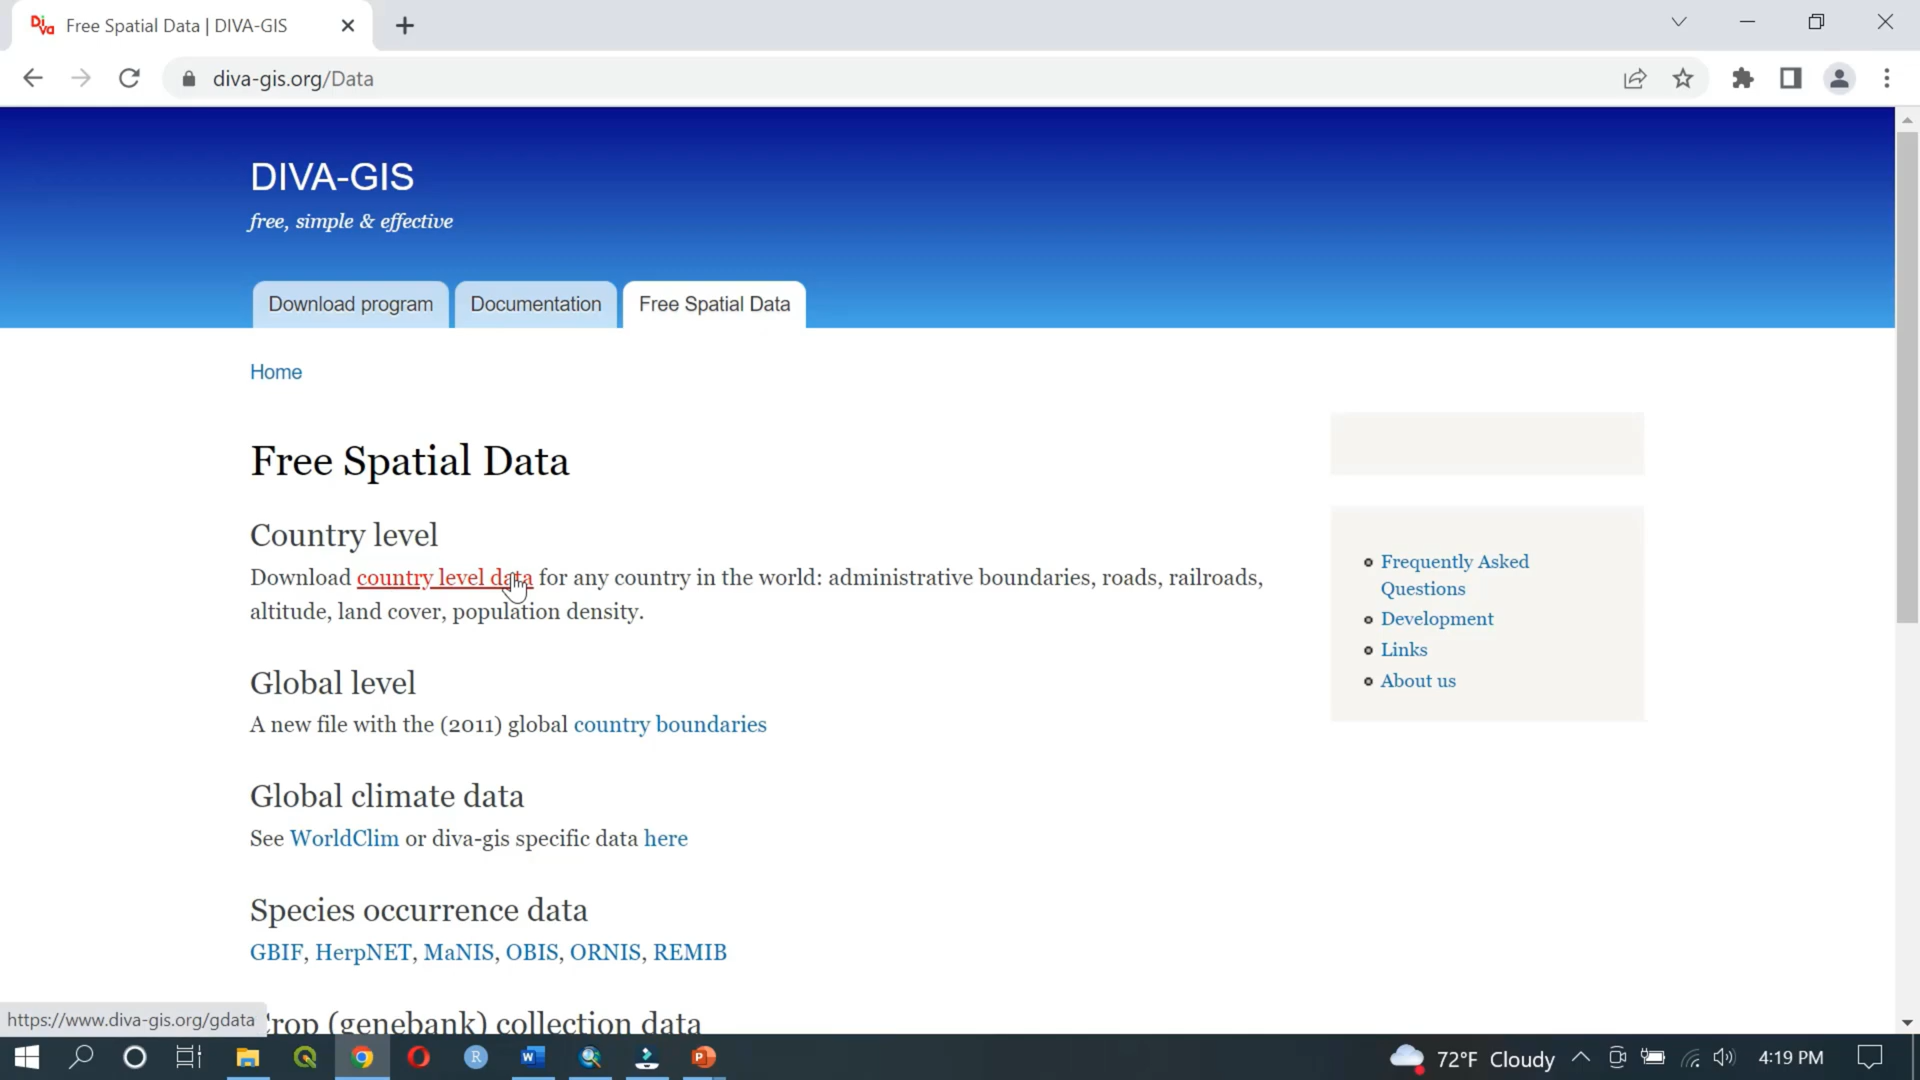 Free Spatial Data | DIVA-GIS
diva-gis.org/Data
DIVA-GIS
free, simple & effective
Download program
Documentation
Free Spatial Data
Home
Free Spatial Data
Country level
Download country level data for any country in the world: administrative boundaries, roads, railroads,
altitude, land cover, population density.
Global level
A new file with the (2011) global country boundaries
Global climate data
See WorldClim or diva-gis specific data here
Species occurrence data
GBIF, HerpNET, MaNIS, OBIS, ORNIS, REMIB
Crop (genebank) collection data
Frequently Asked
Questions
Development
Links
About us
https://www.diva-gis.org/gdata
72°F Cloudy
4:19 PM